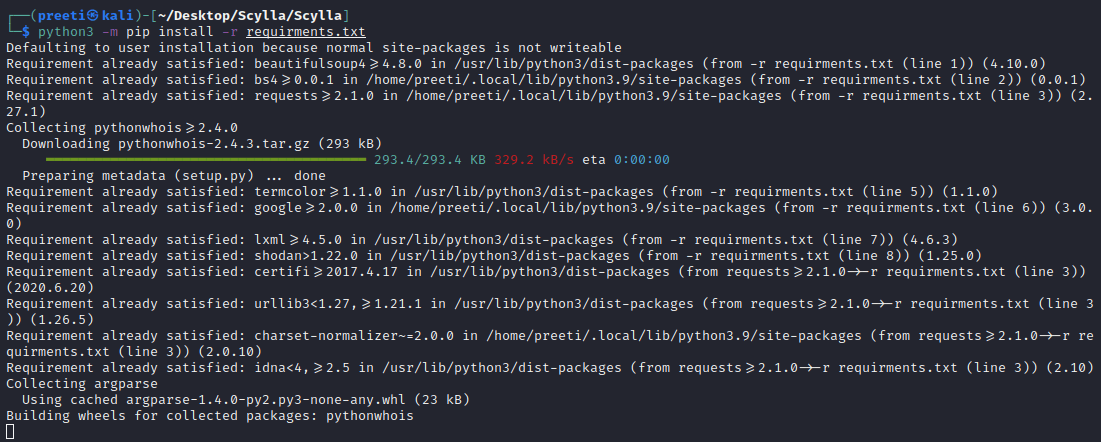 ┌──(preeti㉿kali)-[~/Desktop/Scylla/Scylla]
└─$ python3 -m pip install -r requirments.txt
Defaulting to user installation because normal site-packages is not writeable
Requirement already satisfied: beautifulsoup4>=4.8.0 in /usr/lib/python3/dist-packages (from -r requirments.txt (line 1)) (4.10.0)
Requirement already satisfied: bs4>=0.0.1 in /home/preeti/.local/lib/python3.9/site-packages (from -r requirments.txt (line 2)) (0.0.1)
Requirement already satisfied: requests>=2.1.0 in /home/preeti/.local/lib/python3.9/site-packages (from -r requirments.txt (line 3)) (2.
27.1)
Collecting pythonwhois>=2.4.0
Downloading pythonwhois-2.4.3.tar.gz (293 kB)
293.4/293.4 KB 329.2 kB/s eta 0:00:00
Preparing metadata (setup.py) ... done
Requirement already satisfied: termcolor>=1.1.0 in /usr/lib/python3/dist-packages (from -r requirments.txt (line 5)) (1.1.0)
Requirement already satisfied: google>=2.0.0 in /home/preeti/.local/lib/python3.9/site-packages (from -r requirments.txt (line 6)) (3.0.
0)
Requirement already satisfied: lxml>=4.5.0 in /usr/lib/python3/dist-packages (from -r requirments.txt (line 7)) (4.6.3)
Requirement already satisfied: shodan>1.22.0 in /usr/lib/python3/dist-packages (from -r requirments.txt (line 8)) (1.25.0)
Requirement already satisfied: certifi>=2017.4.17 in /usr/lib/python3/dist-packages (from requests>=2.1.0->-r requirments.txt (line 3))
(2020.6.20)
Requirement already satisfied: urllib3<1.27,>=1.21.1 in /usr/lib/python3/dist-packages (from requests>=2.1.0->-r requirments.txt (line 3
)) (1.26.5)
Requirement already satisfied: charset-normalizer~=2.0.0 in /home/preeti/.local/lib/python3.9/site-packages (from requests>=2.1.0->-r re
quirments.txt (line 3)) (2.0.10)
Requirement already satisfied: idna<4,>=2.5 in /usr/lib/python3/dist-packages (from requests>=2.1.0->-r requirments.txt (line 3)) (2.10)
Collecting argparse
Using cached argparse-1.4.0-py2.py3-none-any.whl (23 kB)
Building wheels for collected packages: pythonwhois